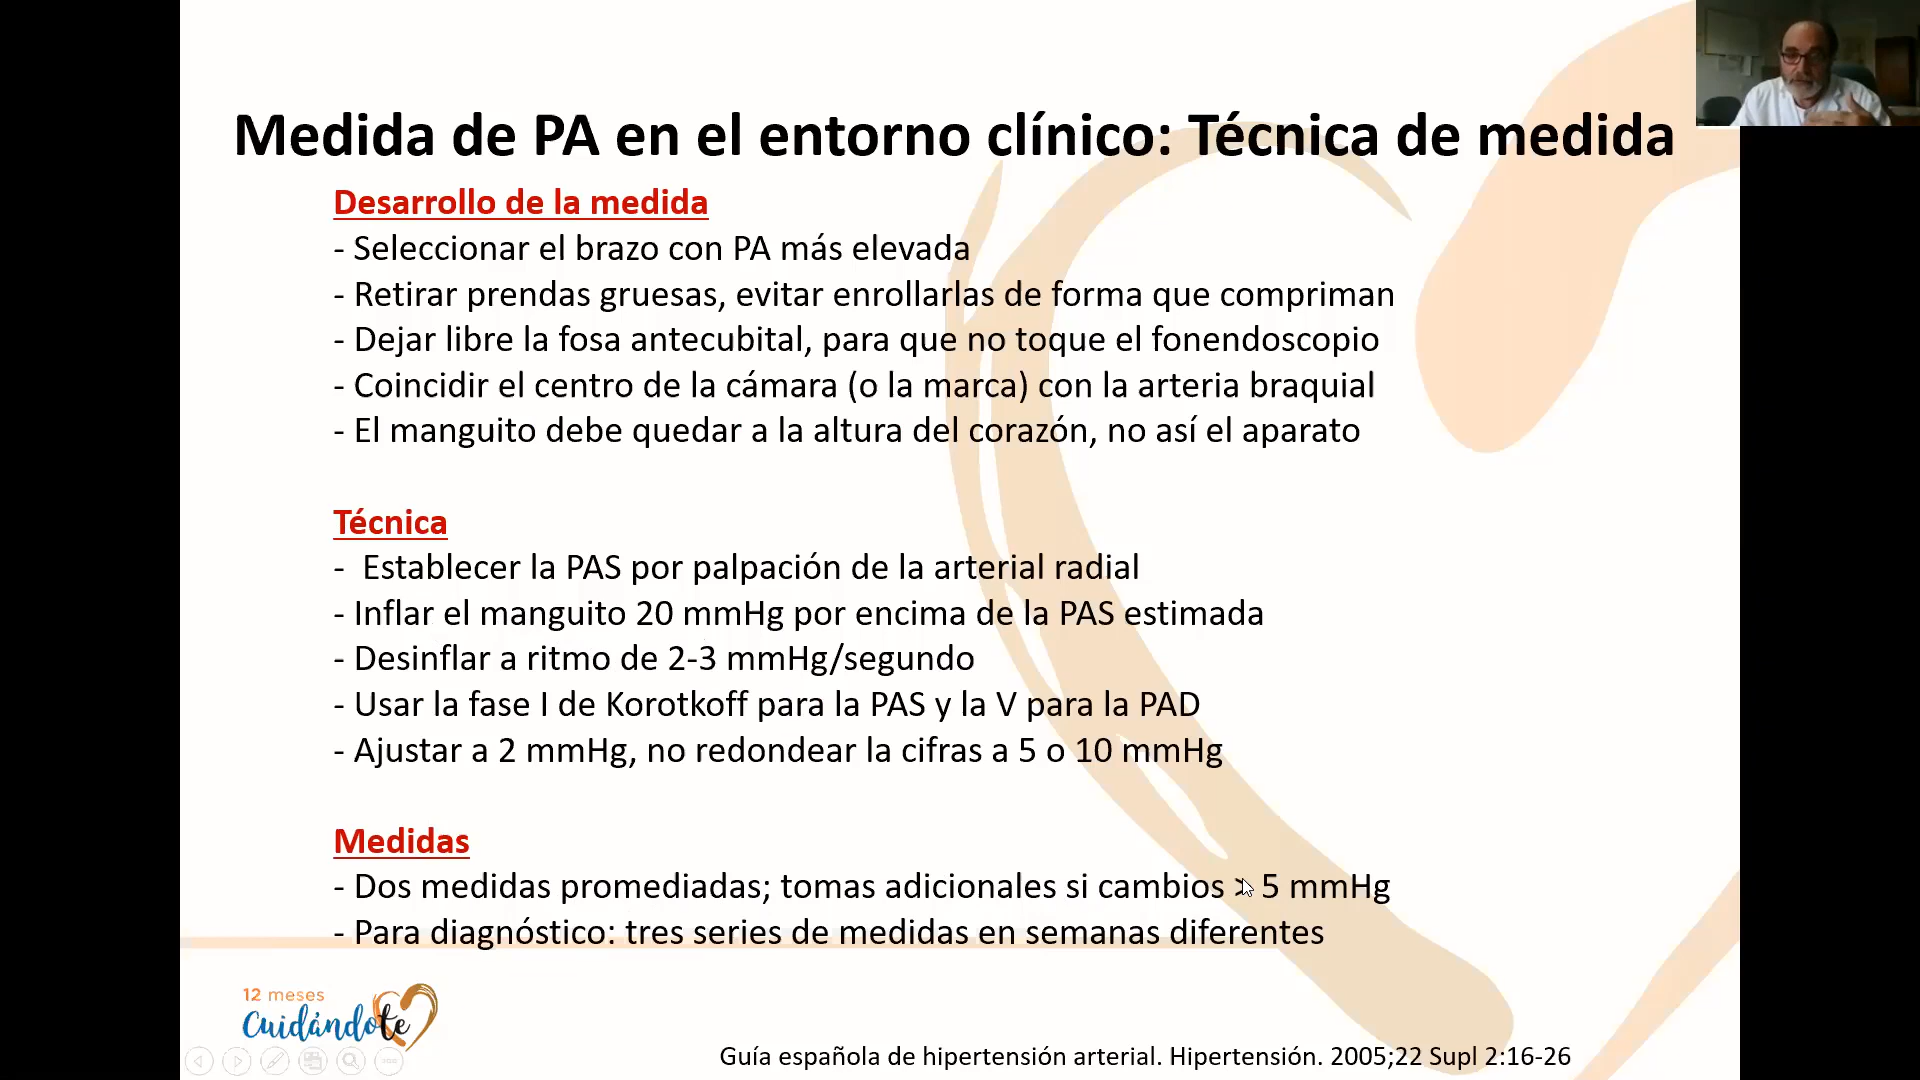 Medida de PA en el entorno clínico: Técnica de medida
Desarrollo de la medida
- Seleccionar el brazo con PA más elevada
- Retirar prendas gruesas, evitar enrollarlas de forma que compriman
- Dejar libre la fosa antecubital, para que no toque el fonendoscopio
- Coincidir el centro de la cámara (o la marca) con la arteria braquial
- El manguito debe quedar a la altura del corazón, no así el aparato
Técnica
- Establecer la PAS por palpación de la arterial radial
- Inflar el manguito 20 mmHg por encima de la PAS estimada
- Desinflar a ritmo de 2-3 mmHg/segundo
- Usar la fase I de Korotkoff para la PAS y la V para la PAD
- Ajustar a 2 mmHg, no redondear la cifras a 5 o 10 mmHg
Medidas
- Dos medidas promediadas; tomas adicionales si cambios > 5 mmHg
- Para diagnóstico: tres series de medidas en semanas diferentes
12 meses
Cuidándote
Guía española de hipertensión arterial. Hipertensión. 2005;22 Supl 2:16-26